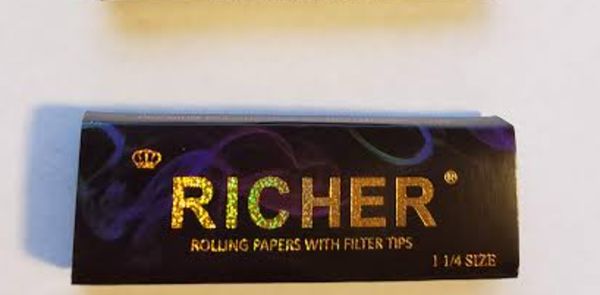 RICHER®
ROLLING PAPERS WITH FILTER TIPS
1 1/4 SIZE